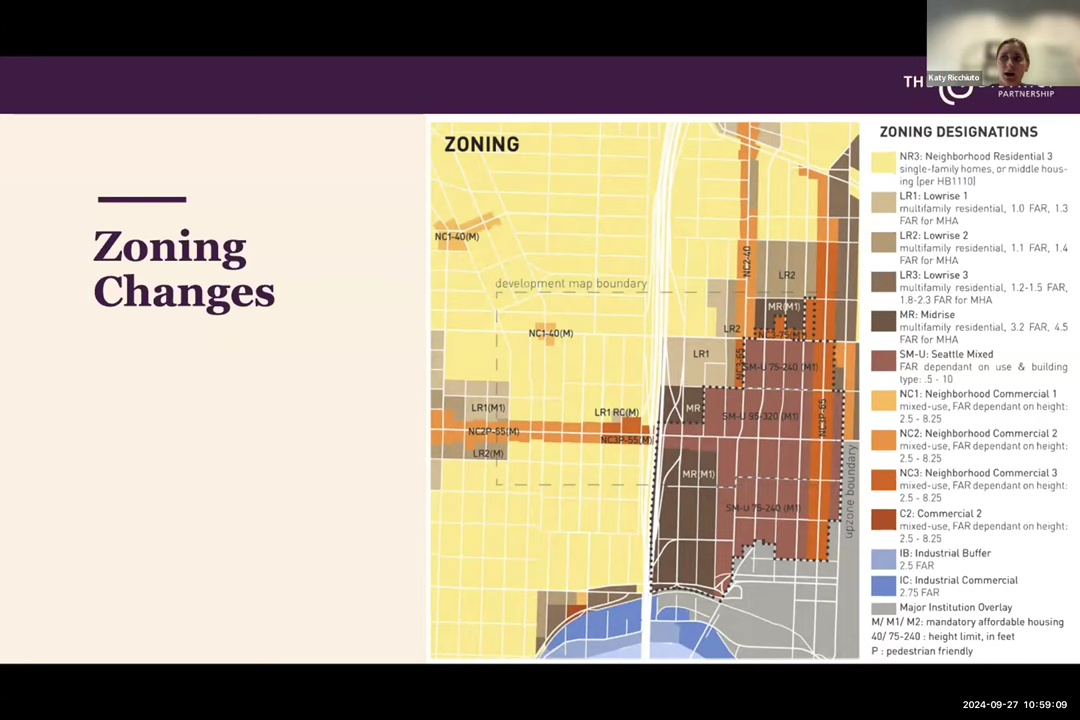 Katy Ricchiuto
TH
PARTNERSHIP
Zoning
Changes
ZONING
NC1-40(M)
development map boundary
NC1-40(M)
LR1(M1)
NC2P-55(M)
LR2(M)
LR1 RC(M)
NC3P-55(M)
NC2-40
LR2
MR(M1)
LR2
NC3-75(M)
LR1
NC3-65
SM-U 75-240 (M1)
MR
SM-U 95-320 (M1)
NC3P-65
MR(M1)
SM-U 75-240 (M1)
upzone boundary
ZONING DESIGNATIONS
NR3: Neighborhood Residential 3
single-family homes, or middle hous-
ing (per HB1110)
LR1: Lowrise 1
multifamily residential, 1.0 FAR, 1.3
FAR for MHA
LR2: Lowrise 2
multifamily residential, 1.1 FAR, 1.4
FAR for MHA
LR3: Lowrise 3
multifamily residential, 1.2-1.5 FAR,
1.8-2.3 FAR for MHA
MR: Midrise
multifamily residential, 3.2 FAR, 4.5
FAR for MHA
SM-U: Seattle Mixed
FAR dependant on use & building
type: .5 - 10
NC1: Neighborhood Commercial 1
mixed-use, FAR dependant on height:
2.5 - 8.25
NC2: Neighborhood Commercial 2
mixed-use, FAR dependant on height:
2.5 - 8.25
NC3: Neighborhood Commercial 3
mixed-use, FAR dependant on height:
2.5 - 8.25
C2: Commercial 2
mixed-use, FAR dependant on height:
2.5 - 8.25
IB: Industrial Buffer
2.5 FAR
IC: Industrial Commercial
2.75 FAR
Major Institution Overlay
M/ M1/ M2: mandatory affordable housing
40/ 75-240 : height limit, in feet
P : pedestrian friendly
2024-09-27 10:59:09